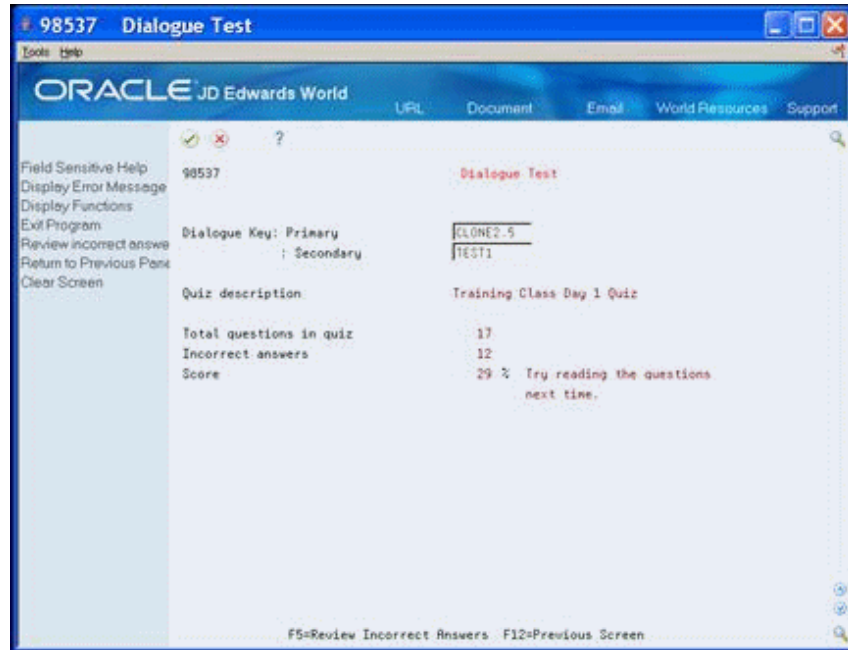 98537 Dialogue Test
Tools Help
ORACLE JD Edwards World
URL Document Email World Resources Support
?
Field Sensitive Help
Display Error Message
Display Functions
Exit Program
Review incorrect answe
Return to Previous Pane
Clear Screen
98537 Dialogue Test
Dialogue Key: Primary CLONE2.5
: Secondary TEST1
Quiz description Training Class Day 1 Quiz
Total questions in quiz 17
Incorrect answers 12
Score 29 % Try reading the questions
next time.
F5=Review Incorrect Answers F12=Previous Screen